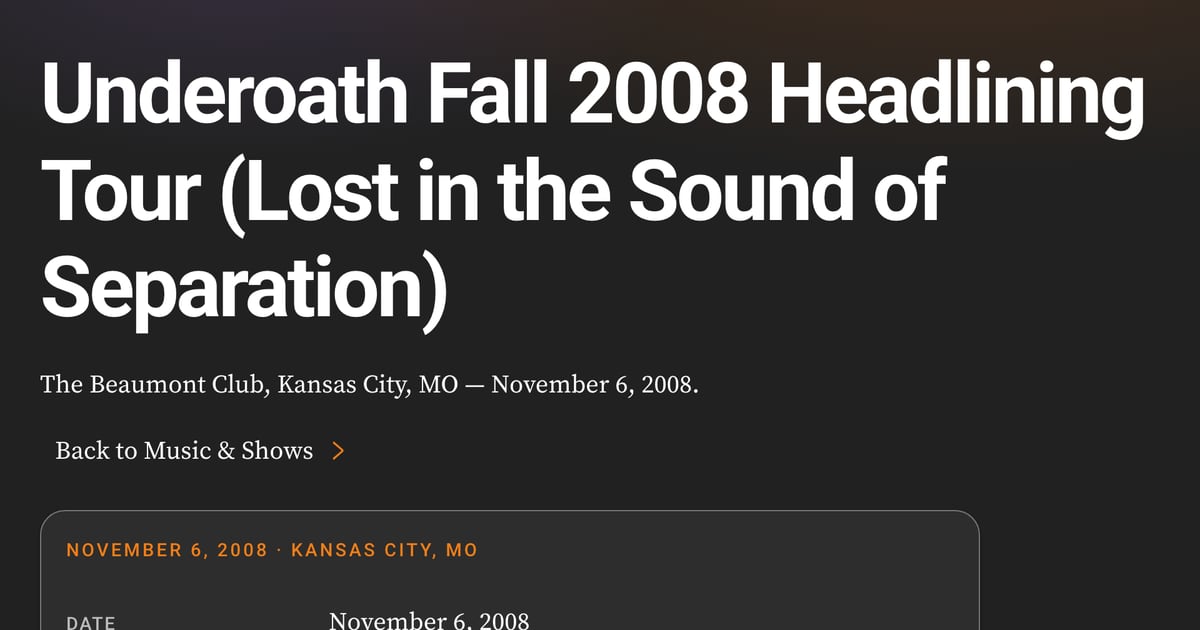 Underoath Fall 2008 Headlining
Tour (Lost in the Sound of
Separation)
The Beaumont Club, Kansas City, MO — November 6, 2008.
Back to Music & Shows
NOVEMBER 6, 2008 · KANSAS CITY, MO
DATE November 6, 2008